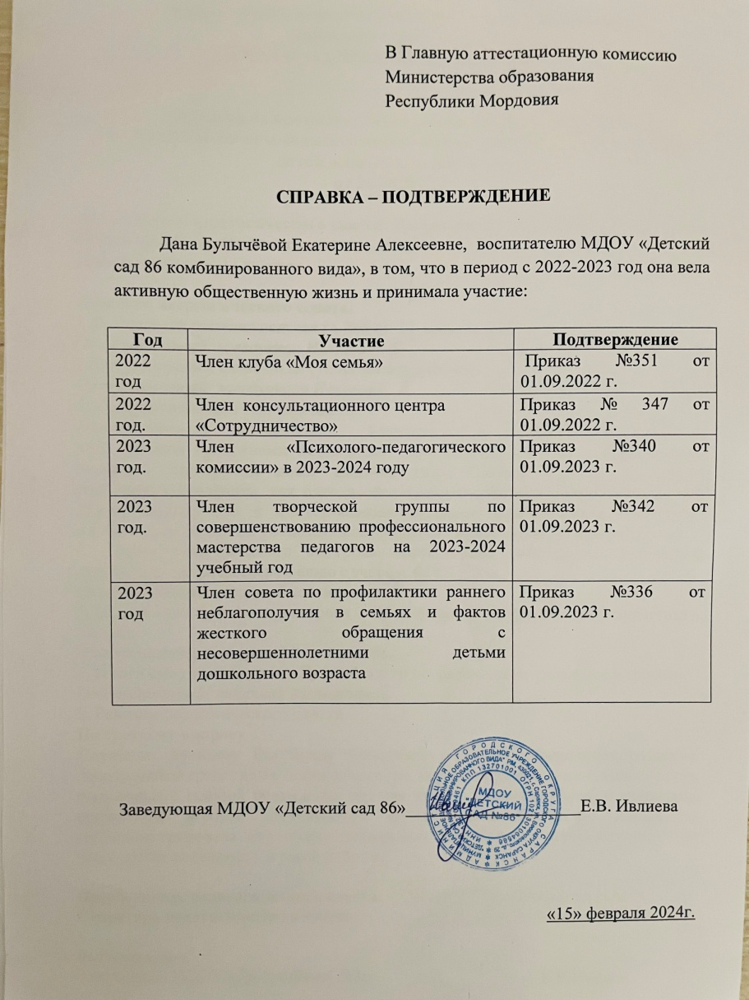 В Главную аттестационную комиссию
Министерства образования
Республики Мордовия
СПРАВКА – ПОДТВЕРЖДЕНИЕ
Дана Булычёвой Екатерине Алексеевне, воспитателю МДОУ «Детский
сад 86 комбинированного вида», в том, что в период с 2022-2023 год она вела
активную общественную жизнь и принимала участие:
Год Участие Подтверждение
2022 Член клуба «Моя семья» Приказ №351 от
год 01.09.2022 г.
2022 Член консультационного центра Приказ № 347 от
год. «Сотрудничество» 01.09.2022 г.
2023 Член «Психолого-педагогического Приказ №340 от
год. комиссии» в 2023-2024 году 01.09.2023 г.
2023 Член творческой группы по Приказ №342 от
год. совершенствованию профессионального 01.09.2023 г.
мастерства педагогов на 2023-2024
учебный год
2023 Член совета по профилактики раннего Приказ №336 от
год неблагополучия в семьях и фактов 01.09.2023 г.
жесткого обращения с
несовершеннолетними детьми
дошкольного возраста
Заведующая МДОУ «Детский сад 86» Е.В. Ивлиева
АДМИНИСТРАЦИЯ ГОРОДСКОГО ОКРУГА САРАНСК
МДОУ
"ДЕТСКИЙ
САД №86"
«15» февраля 2024г.